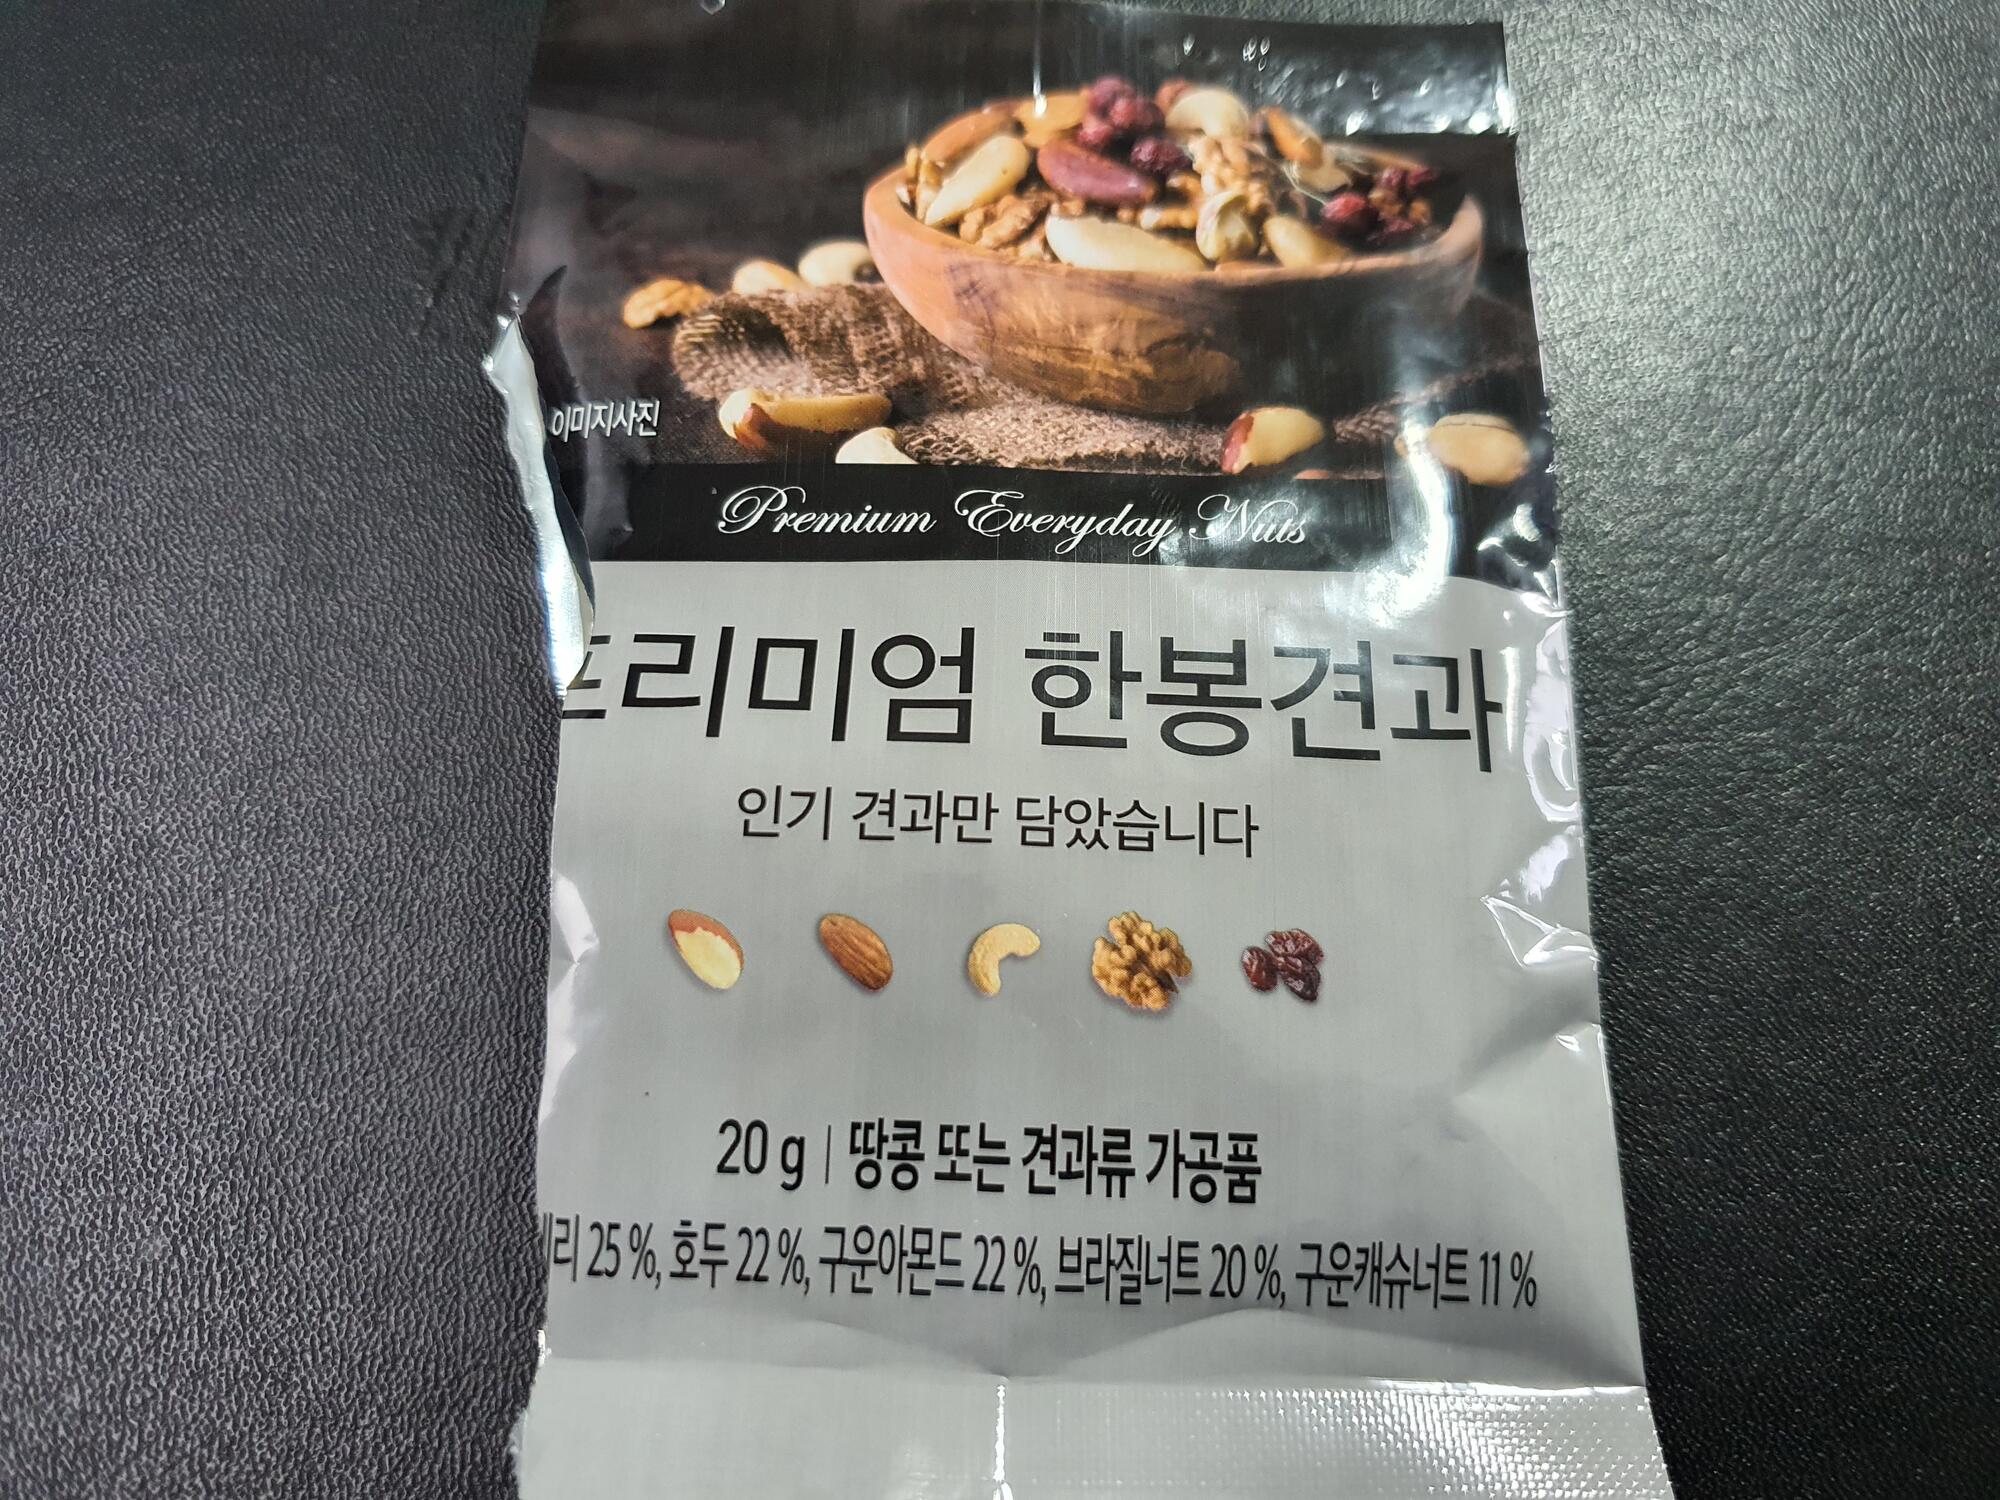 이미지사진
Premium Everyday Nuts
프리미엄 한봉견과
인기 견과만 담았습니다
20 g | 땅콩 또는 견과류 가공품
25 %, 호두 22 %, 구운아몬드 22 %, 브라질너트 20 %, 구운캐슈너트 11 %